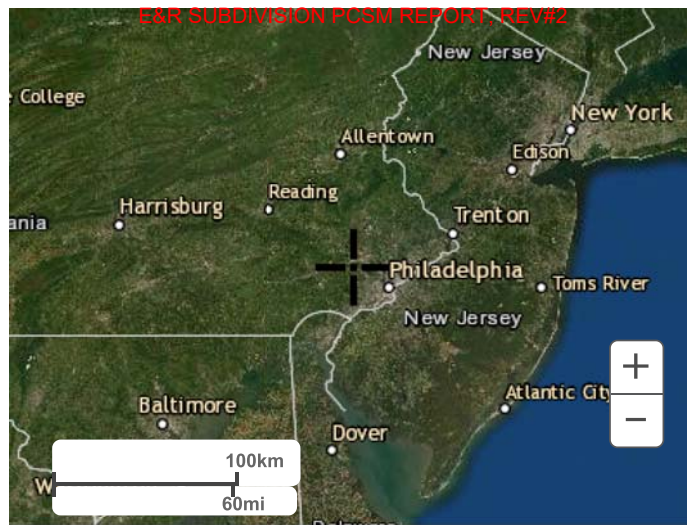 E&R SUBDIVISION PCSM REPORT, REV#2
New Jersey
College
New York
Allentown
Edison
Reading
Harrisburg
Trenton
ania
Philadelphia
Toms River
New Jersey
+
−
Atlantic City
Baltimore
Dover
100km
W
60mi